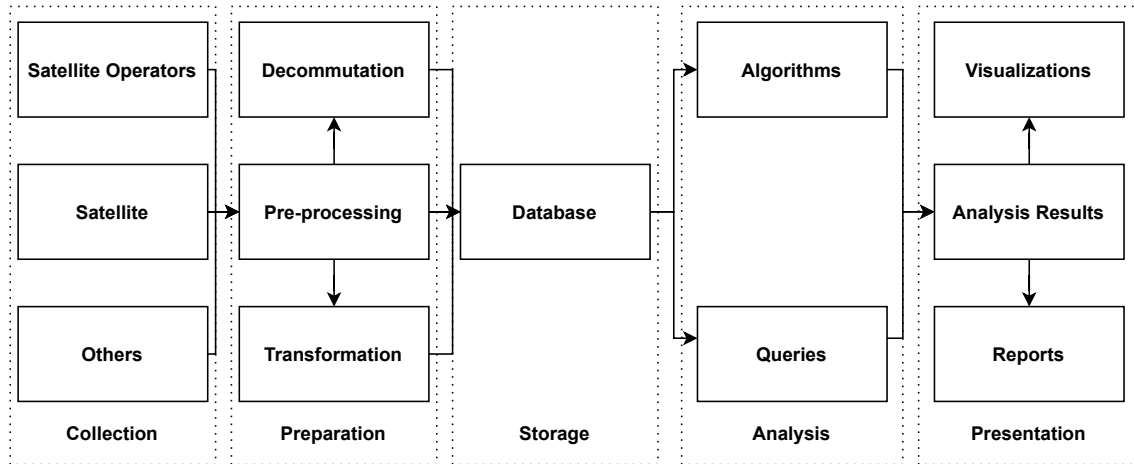 Satellite Operators
Decommutation
Algorithms
Visualizations
Satellite
Pre-processing
Database
Analysis Results
Others
Transformation
Queries
Reports
Collection
Preparation
Storage
Analysis
Presentation